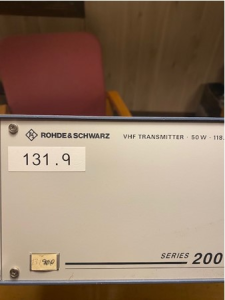 ROHDE & SCHWARZ VHF TRANSMITTER · 50 W · 118.
131.9
SERIES 200